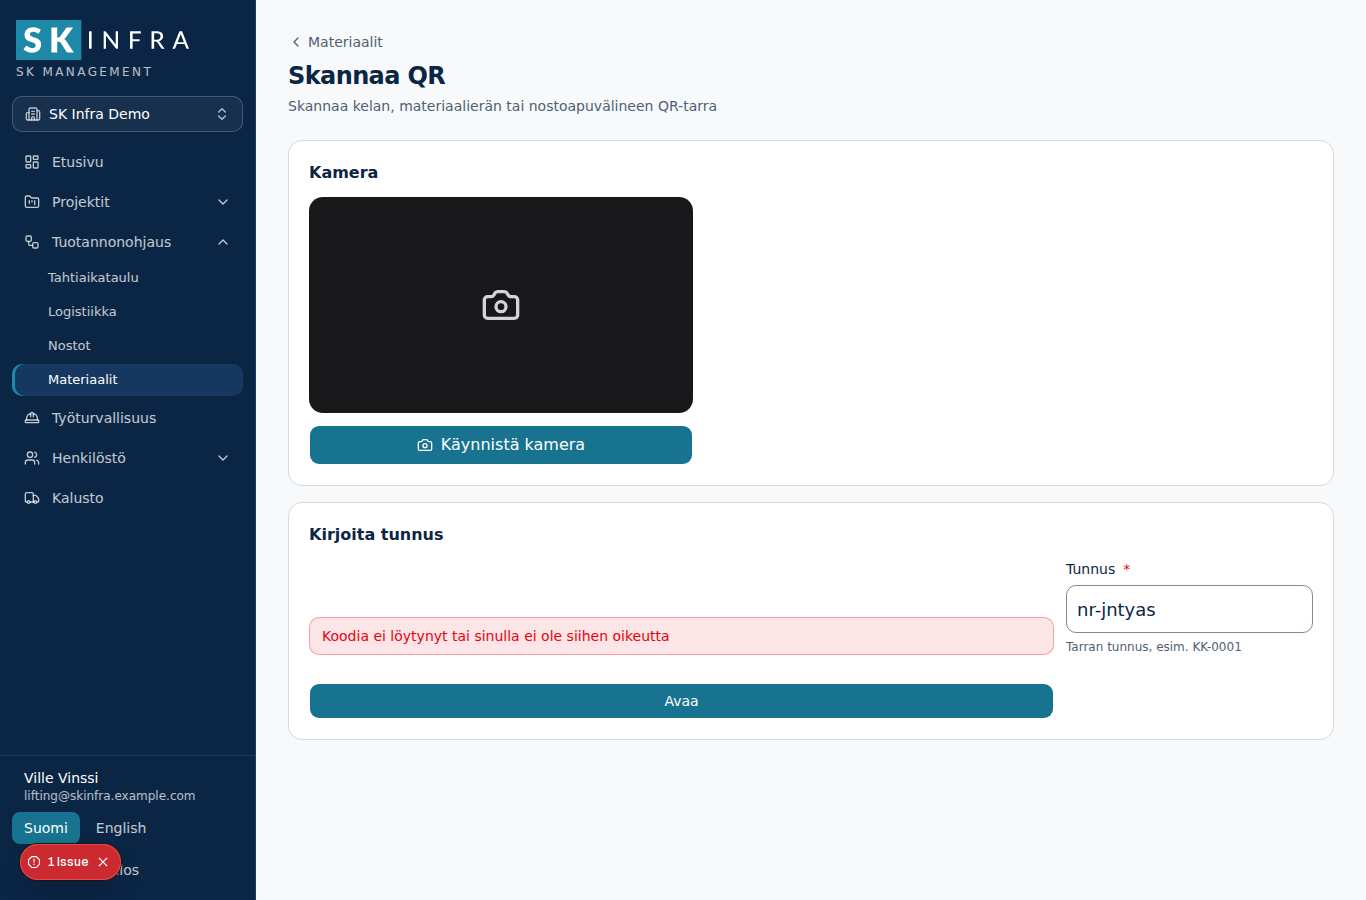 SK INFRA
SK MANAGEMENT
SK Infra Demo
Etusivu
Projektit
Tuotannonohjaus
Tahtiaikataulu
Logistiikka
Nostot
Materiaalit
Työturvallisuus
Henkilöstö
Kalusto
Ville Vinssi
lifting@skinfra.example.com
Suomi English
1 Issue
Materiaalit
Skannaa QR
Skannaa kelan, materiaalierän tai nostoapuvälineen QR-tarra
Kamera
Käynnistä kamera
Kirjoita tunnus
Tunnus *
nr-jntyas
Koodia ei löytynyt tai sinulla ei ole siihen oikeutta
Tarran tunnus, esim. KK-0001
Avaa